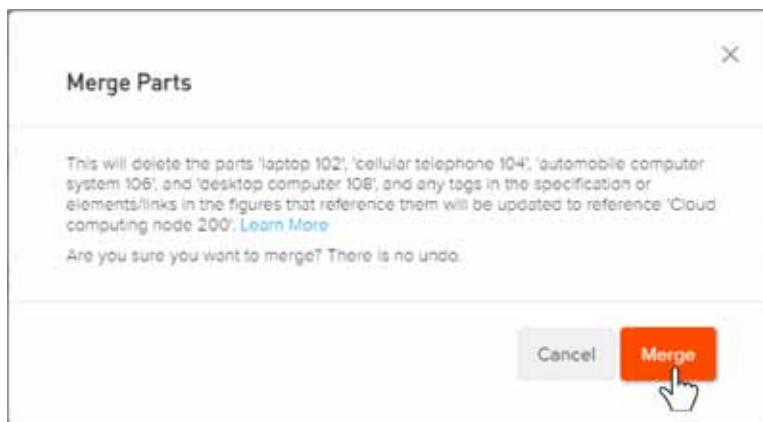 Merge Parts
This will delete the parts 'laptop 102', 'cellular telephone 104', 'automobile computer
system 106', and 'desktop computer 108', and any tags in the specification or
elements/links in the figures that reference them will be updated to reference 'Cloud
computing node 200'. Learn More
Are you sure you want to merge? There is no undo.
Cancel
Merge